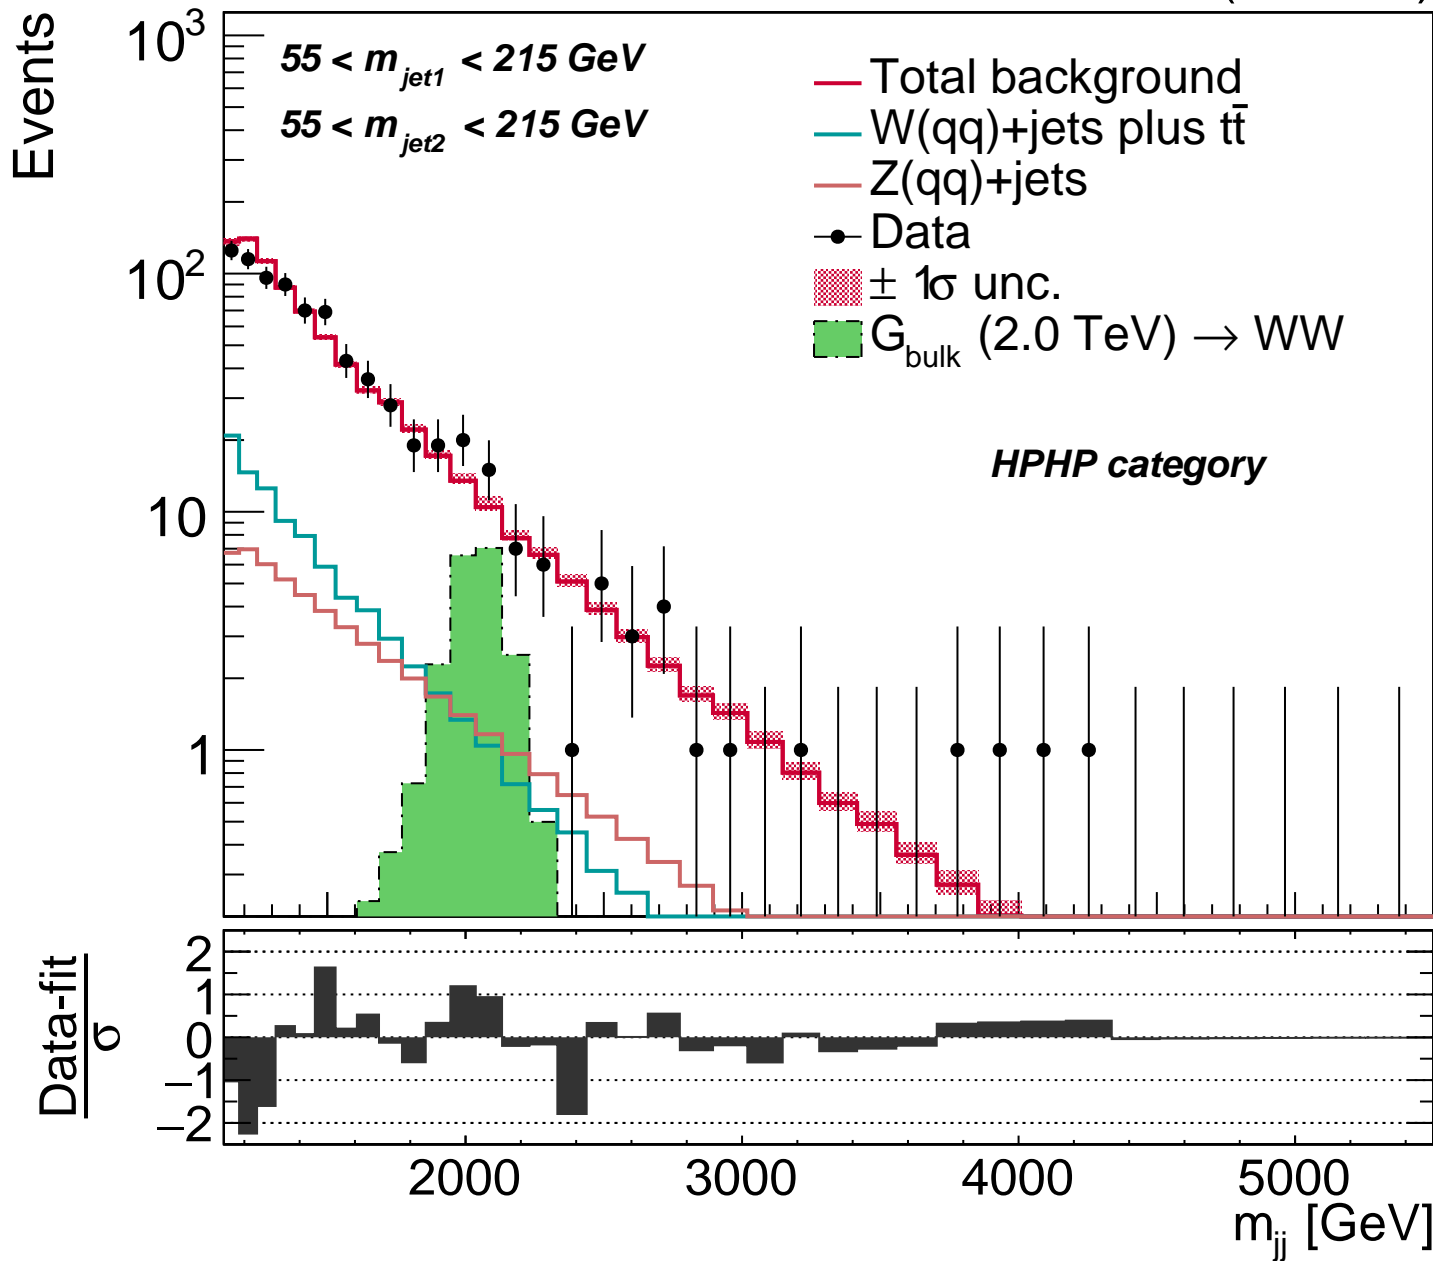 Events
10³
10²
10
1
55 < m_jet1 < 215 GeV
55 < m_jet2 < 215 GeV
Total background
W(qq)+jets plus tt̄
Z(qq)+jets
Data
± 1σ unc.
G_bulk (2.0 TeV) → WW
HPHP category
Data-fit
σ
2
1
0
−1
−2
2000 3000 4000 5000
m_jj [GeV]